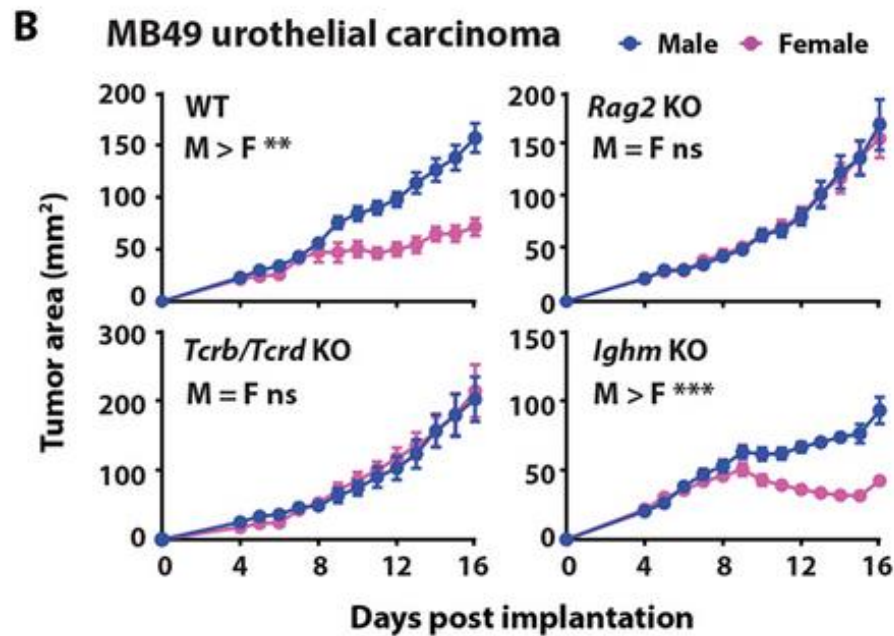 B MB49 urothelial carcinoma
Male Female
Tumor area (mm²)
200
150
100
50
0
WT
M > F **
200
150
100
50
0
Rag2 KO
M = F ns
300
200
100
0
Tcrb/Tcrd KO
M = F ns
0 4 8 12 16
150
100
50
0
Ighm KO
M > F ***
0 4 8 12 16
Days post implantation